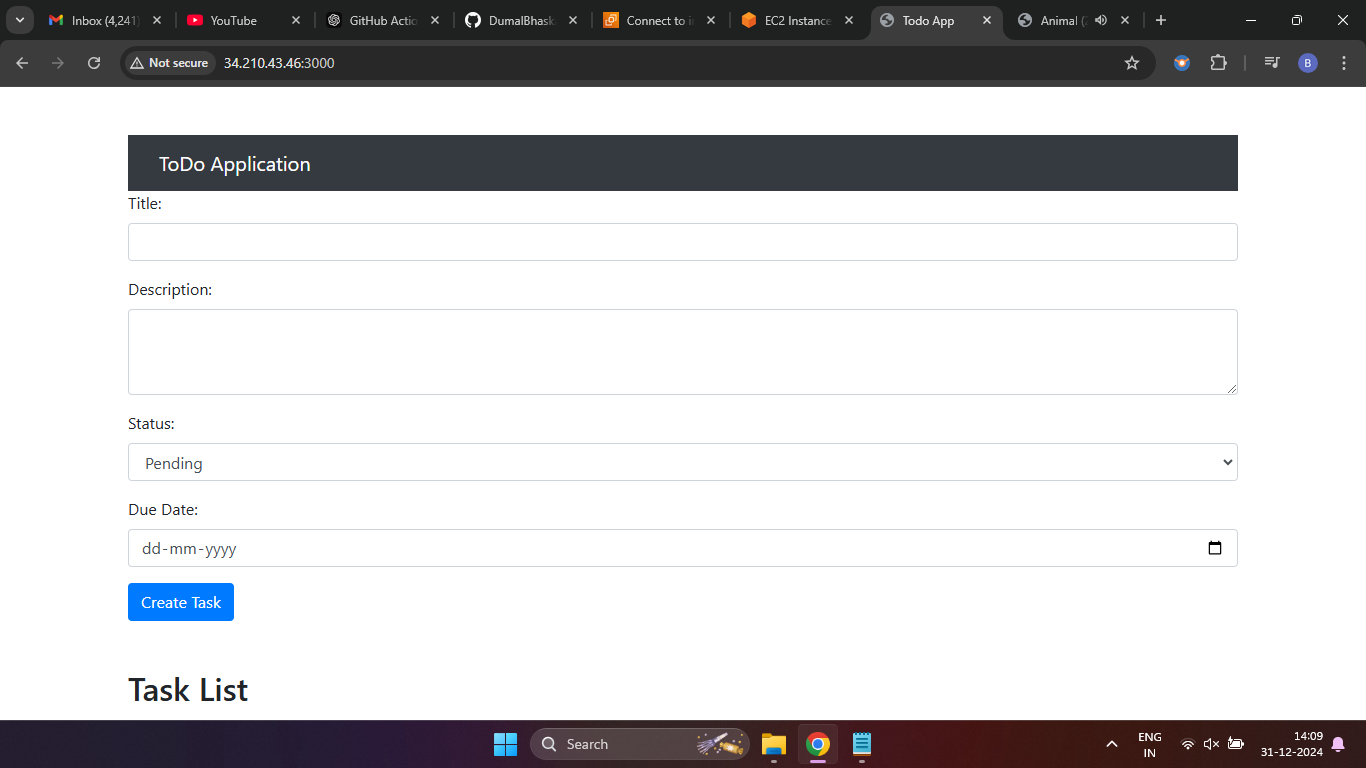 Inbox (4,241)
YouTube
GitHub Actio
DumalBhask
Connect to i
EC2 Instance
Todo App
Animal (
Not secure
34.210.43.46:3000
B
ToDo Application
Title:
Description:
Status:
Pending
Due Date:
dd-mm-yyyy
Create Task
Task List
Search
ENG
IN
14:09
31-12-2024